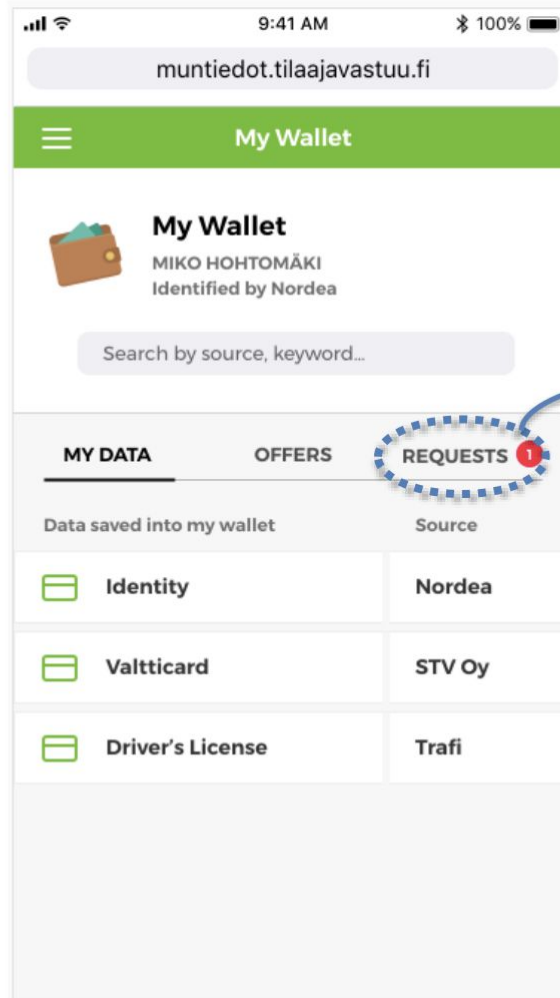 9:41 AM 100%
muntiedot.tilaajavastuu.fi
My Wallet
My Wallet
MIKO HOHTOMÄKI
Identified by Nordea
Search by source, keyword...
MY DATA OFFERS REQUESTS 1
Data saved into my wallet Source
Identity Nordea
Valtticard STV Oy
Driver's License Trafi